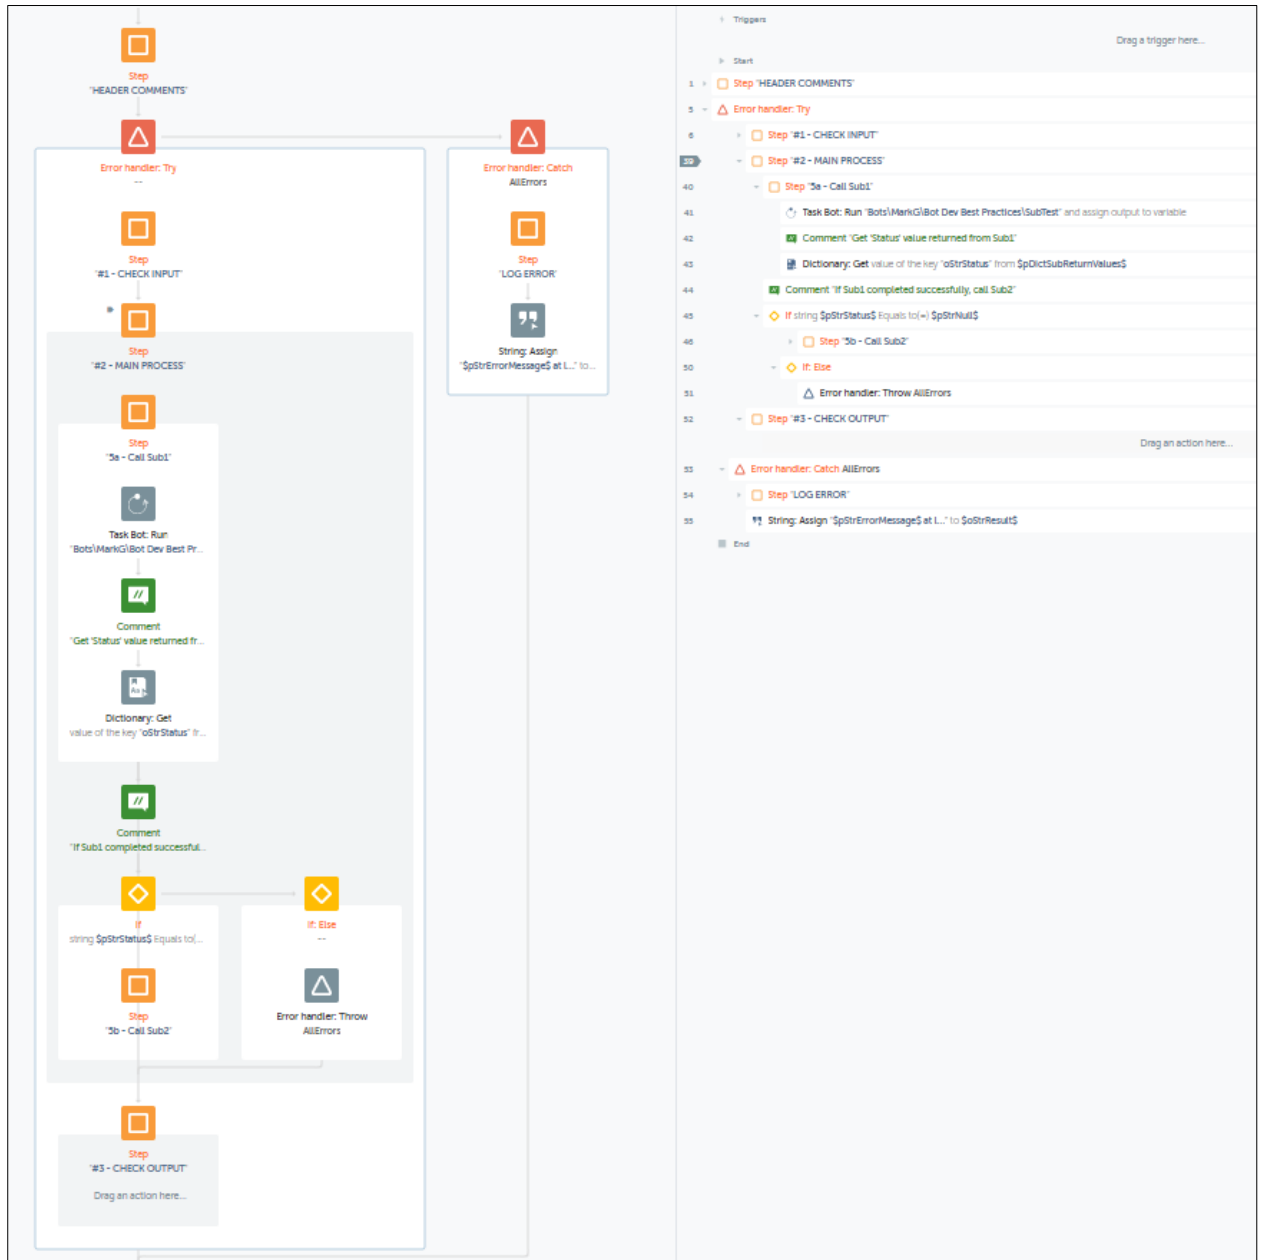 Step
"HEADER COMMENTS"
Error handler: Try
--
Step
"#1 - CHECK INPUT"
Step
"#2 - MAIN PROCESS"
Step
"5a - Call Sub1"
Task Bot: Run
"Bots\MarkG\Bot Dev Best Pr...
Comment
"Get 'Status' value returned fr...
Dictionary: Get
value of the key "oStrStatus" fr...
Comment
"If Sub1 completed successful...
If
string $pStrStatus$ Equals to(...
Step
"5b - Call Sub2"
If: Else
--
Error handler: Throw
AllErrors
Step
"#3 - CHECK OUTPUT"
Drag an action here...
Error handler: Catch
AllErrors
Step
"LOG ERROR"
String: Assign
"$pStrErrorMessage$ at l..." to...
Triggers
Drag a trigger here...
Start
1 Step "HEADER COMMENTS"
5 Error handler: Try
6 Step "#1 - CHECK INPUT"
39 Step "#2 - MAIN PROCESS"
40 Step "5a - Call Sub1"
41 Task Bot: Run "Bots\MarkG\Bot Dev Best Practices\SubTest" and assign output to variable
42 Comment "Get 'Status' value returned from Sub1"
43 Dictionary: Get value of the key "oStrStatus" from $pDictSubReturnValues$
44 Comment "If Sub1 completed successfully, call Sub2"
45 If string $pStrStatus$ Equals to(=) $pStrNull$
46 Step "5b - Call Sub2"
50 If: Else
51 Error handler: Throw AllErrors
52 Step "#3 - CHECK OUTPUT"
Drag an action here...
53 Error handler: Catch AllErrors
54 Step "LOG ERROR"
55 String: Assign "$pStrErrorMessage$ at l..." to $oStrResult$
End